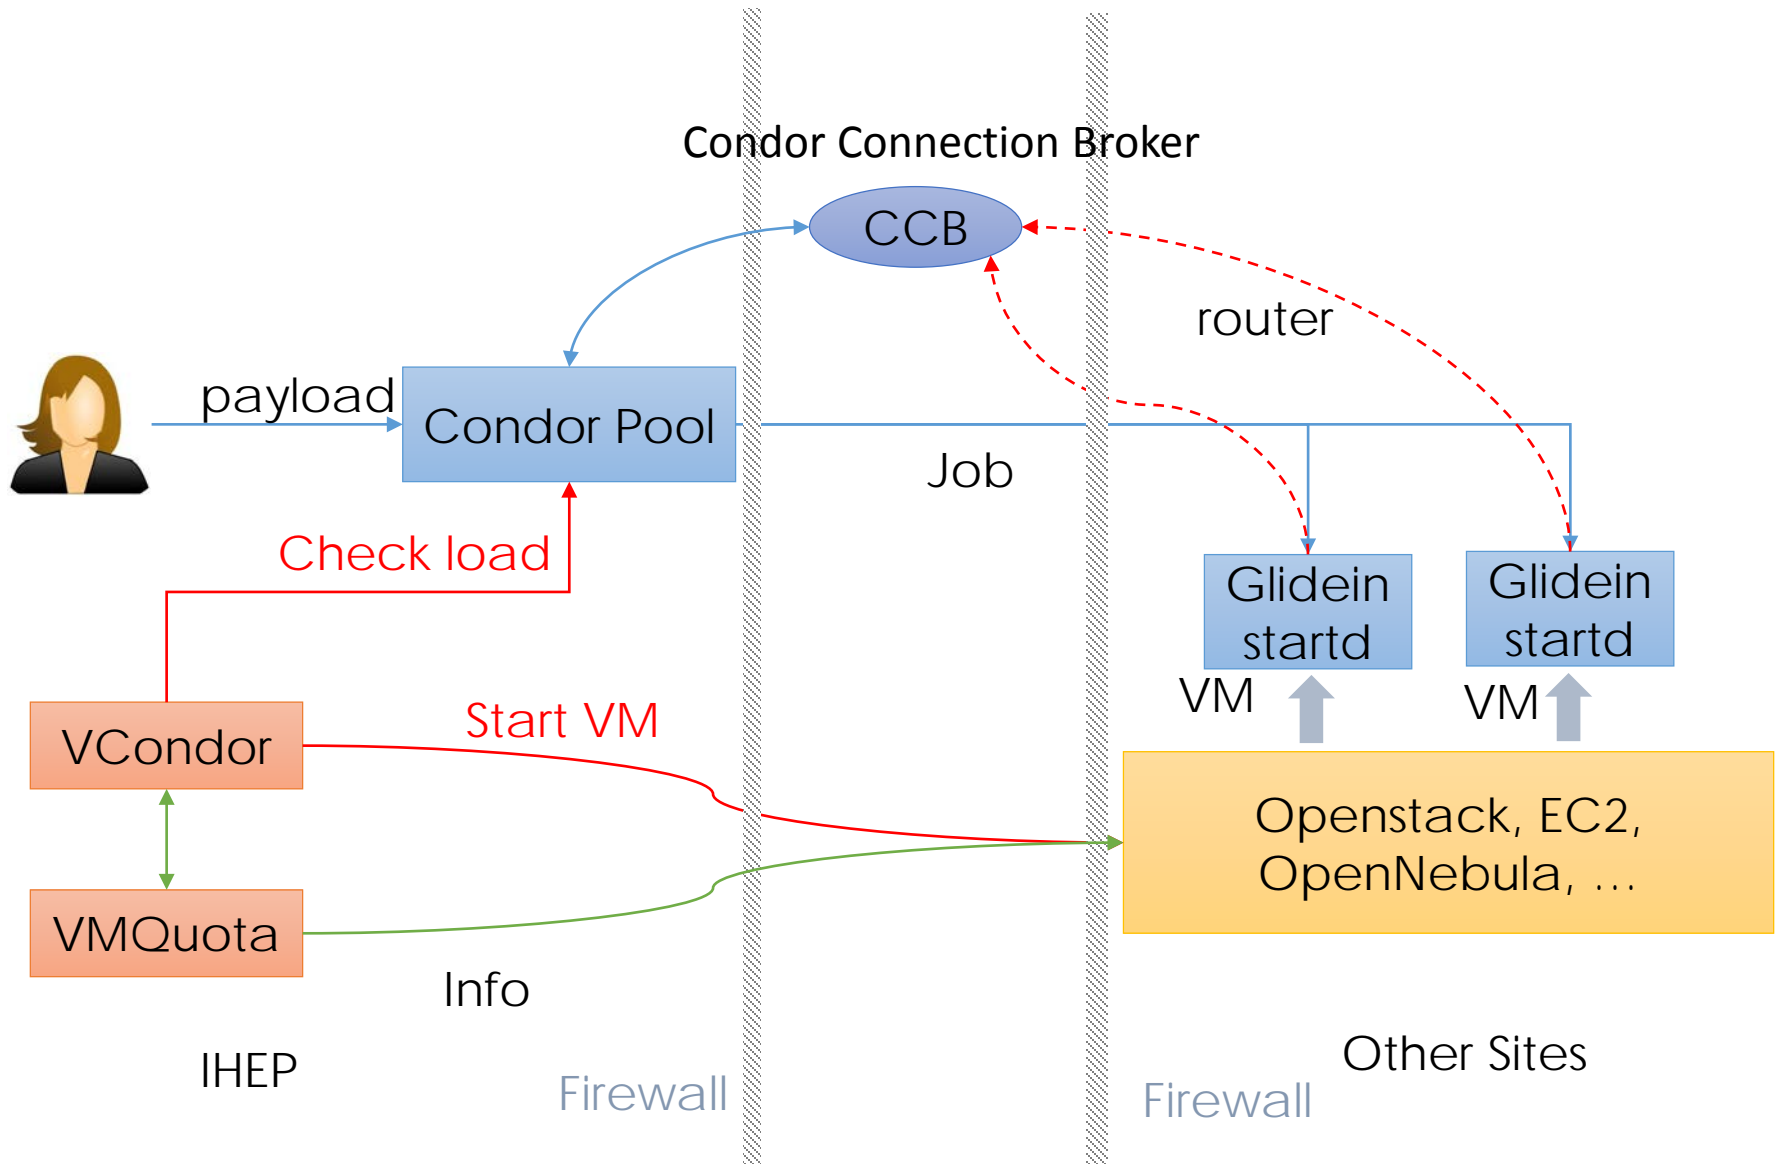 Condor Connection Broker
CCB
router
payload
Condor Pool
Job
Check load
Glidein
startd
Glidein
startd
VM
VM
Start VM
VCondor
Openstack, EC2,
OpenNebula, ...
VMQuota
Info
IHEP
Other Sites
Firewall
Firewall